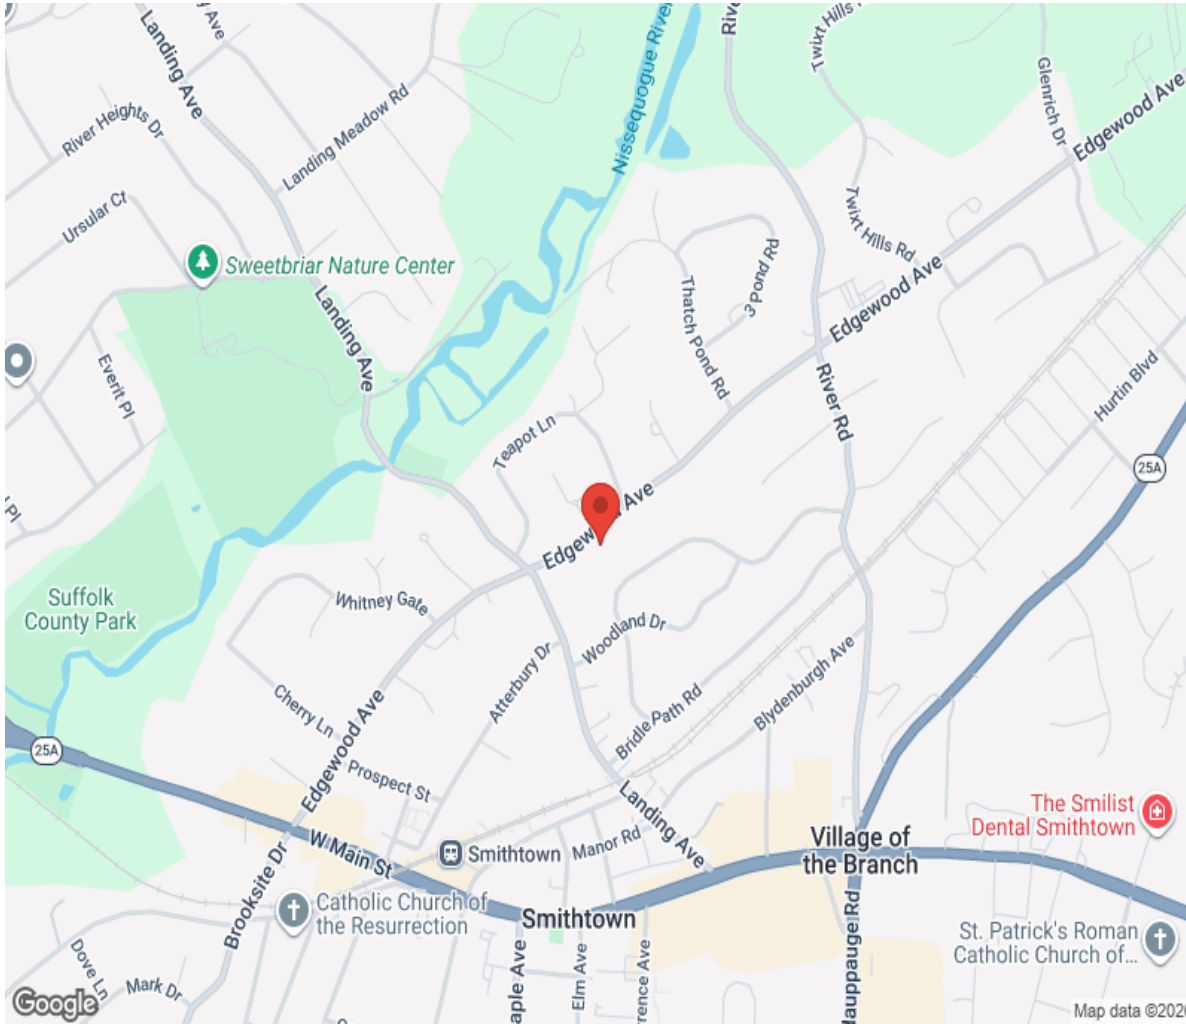 Landing Ave
Landing Meadow Rd
River Heights Dr
Ursular Ct
Sweetbriar Nature Center
Landing Ave
Everit Pl
Nissequogue River
Twixt Hills
Glenrich Dr
Edgewood Ave
Twixt Hills Rd
3 Pond Rd
Thatch Pond Rd
Edgewood Ave
River Rd
Hurtin Blvd
25A
Teapot Ln
Edgewood Ave
Pl
Suffolk
County Park
Whitney Gate
Woodland Dr
Atterbury Dr
Cherry Ln
Edgewood Ave
Bridle Path Rd
Blydenburgh Ave
25A
Prospect St
Landing Ave
The Smilist
Dental Smithtown
W Main St
Smithtown
Manor Rd
Village of
the Branch
Brooksite Dr
Catholic Church of
the Resurrection
Smithtown
St. Patrick's Roman
Catholic Church of...
Dove Ln
Mark Dr
Elm Ave
Google
Map data ©2026